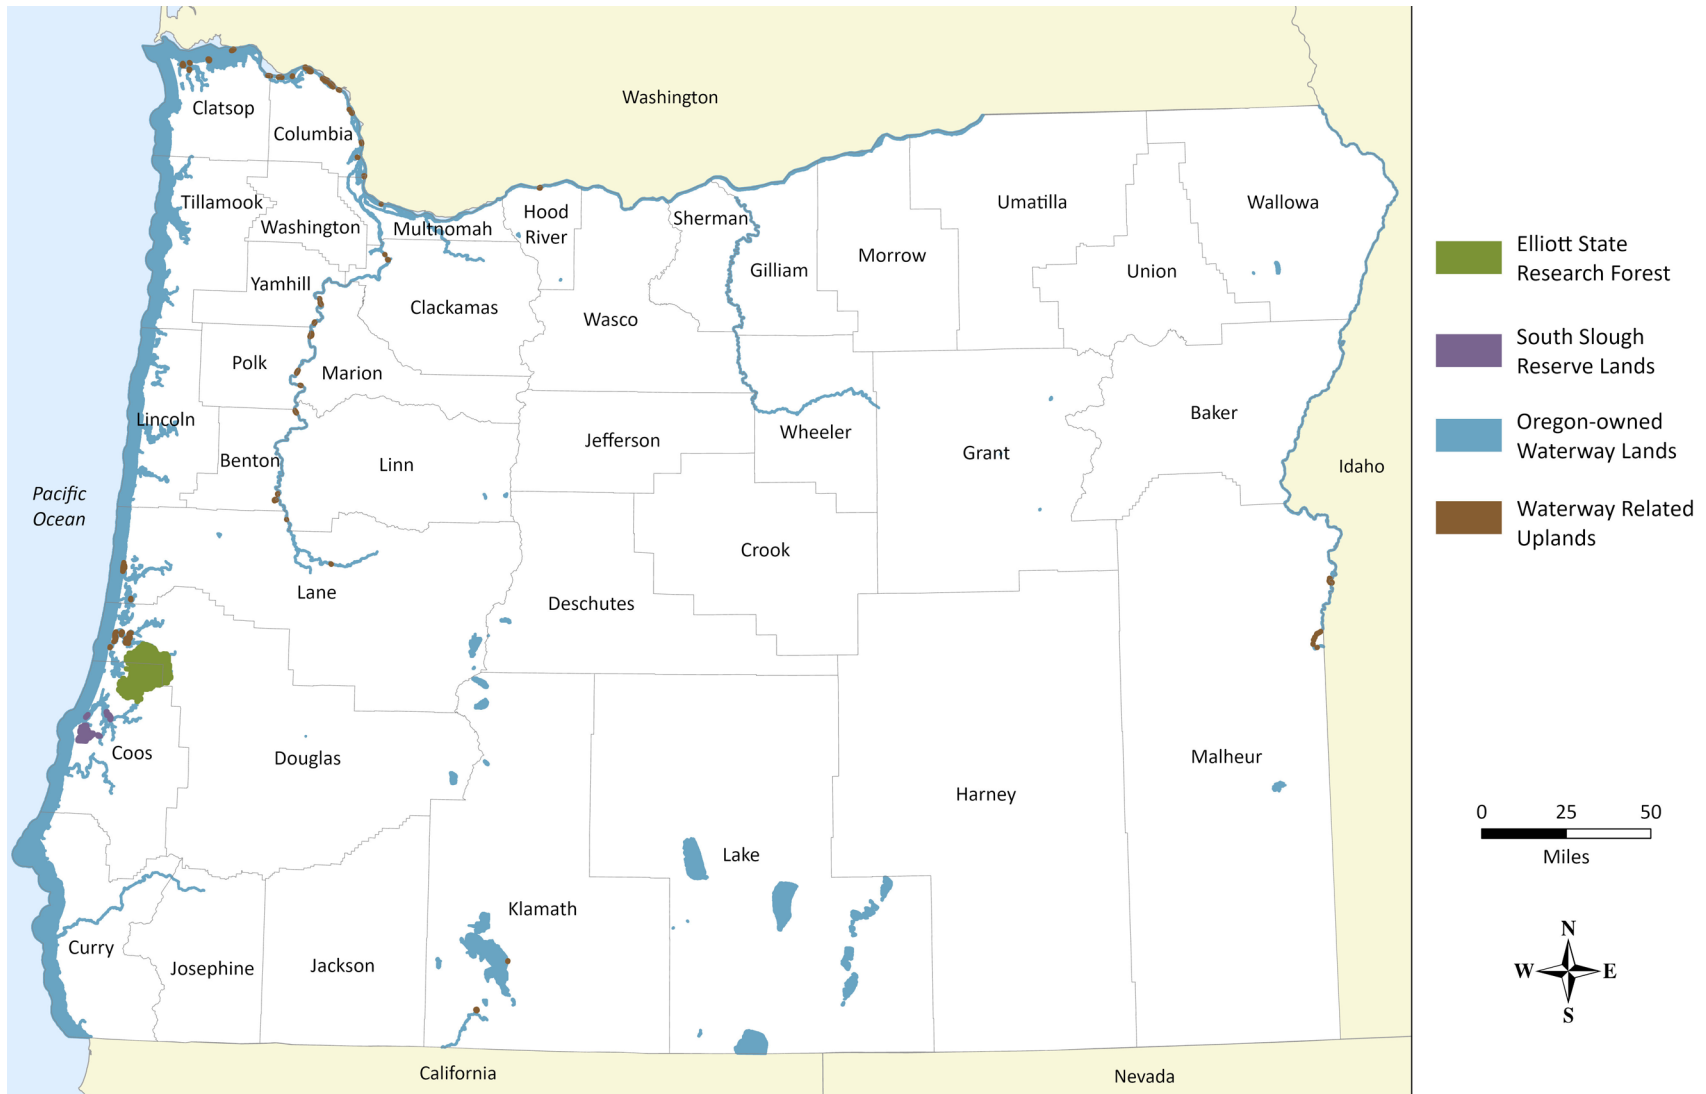 Washington
Clatsop
Columbia
Tillamook
Washington
Multnomah
Hood
River
Sherman
Umatilla
Wallowa
Yamhill
Clackamas
Wasco
Gilliam
Morrow
Union
Polk
Marion
Lincoln
Benton
Linn
Jefferson
Wheeler
Grant
Baker
Idaho
Pacific
Ocean
Lane
Deschutes
Crook
Coos
Douglas
Malheur
Harney
Lake
Klamath
Curry
Josephine
Jackson
California
Nevada
Elliott State
Research Forest
South Slough
Reserve Lands
Oregon-owned
Waterway Lands
Waterway Related
Uplands
0 25 50
Miles
N
W E
S